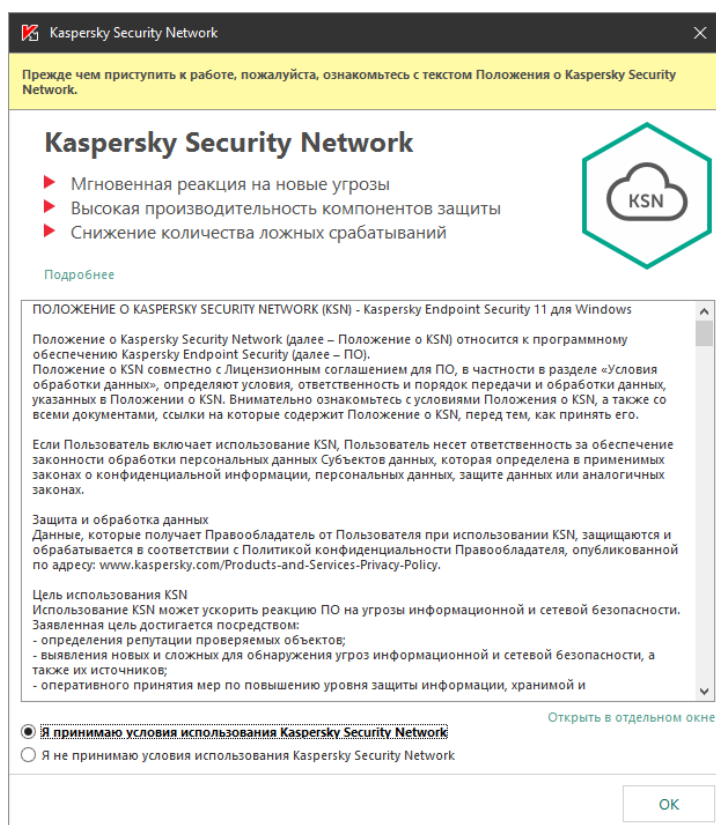 Kaspersky Security Network
Прежде чем приступить к работе, пожалуйста, ознакомьтесь с текстом Положения о Kaspersky Security
Network.
Kaspersky Security Network
Мгновенная реакция на новые угрозы
Высокая производительность компонентов защиты
Снижение количества ложных срабатываний
KSN
Подробнее
ПОЛОЖЕНИЕ О KASPERSKY SECURITY NETWORK (KSN) - Kaspersky Endpoint Security 11 для Windows
Положение о Kaspersky Security Network (далее – Положение о KSN) относится к программному
обеспечению Kaspersky Endpoint Security (далее – ПО).
Положение о KSN совместно с Лицензионным соглашением для ПО, в частности в разделе «Условия
обработки данных», определяют условия, ответственность и порядок передачи и обработки данных,
указанных в Положении о KSN. Внимательно ознакомьтесь с условиями Положения о KSN, а также со
всеми документами, ссылки на которые содержит Положение о KSN, перед тем, как принять его.
Если Пользователь включает использование KSN, Пользователь несет ответственность за обеспечение
законности обработки персональных данных Субъектов данных, которая определена в применимых
законах о конфиденциальной информации, персональных данных, защите данных или аналогичных
законах.
Защита и обработка данных
Данные, которые получает Правообладатель от Пользователя при использовании KSN, защищаются и
обрабатывается в соответствии с Политикой конфиденциальности Правообладателя, опубликованной
по адресу: www.kaspersky.com/Products-and-Services-Privacy-Policy.
Цель использования KSN
Использование KSN может ускорить реакцию ПО на угрозы информационной и сетевой безопасности.
Заявленная цель достигается посредством:
- определения репутации проверяемых объектов;
- выявления новых и сложных для обнаружения угроз информационной и сетевой безопасности, а
также их источников;
- оперативного принятия мер по повышению уровня защиты информации, хранимой и
Открыть в отдельном окне
Я принимаю условия использования Kaspersky Security Network
Я не принимаю условия использования Kaspersky Security Network
OK